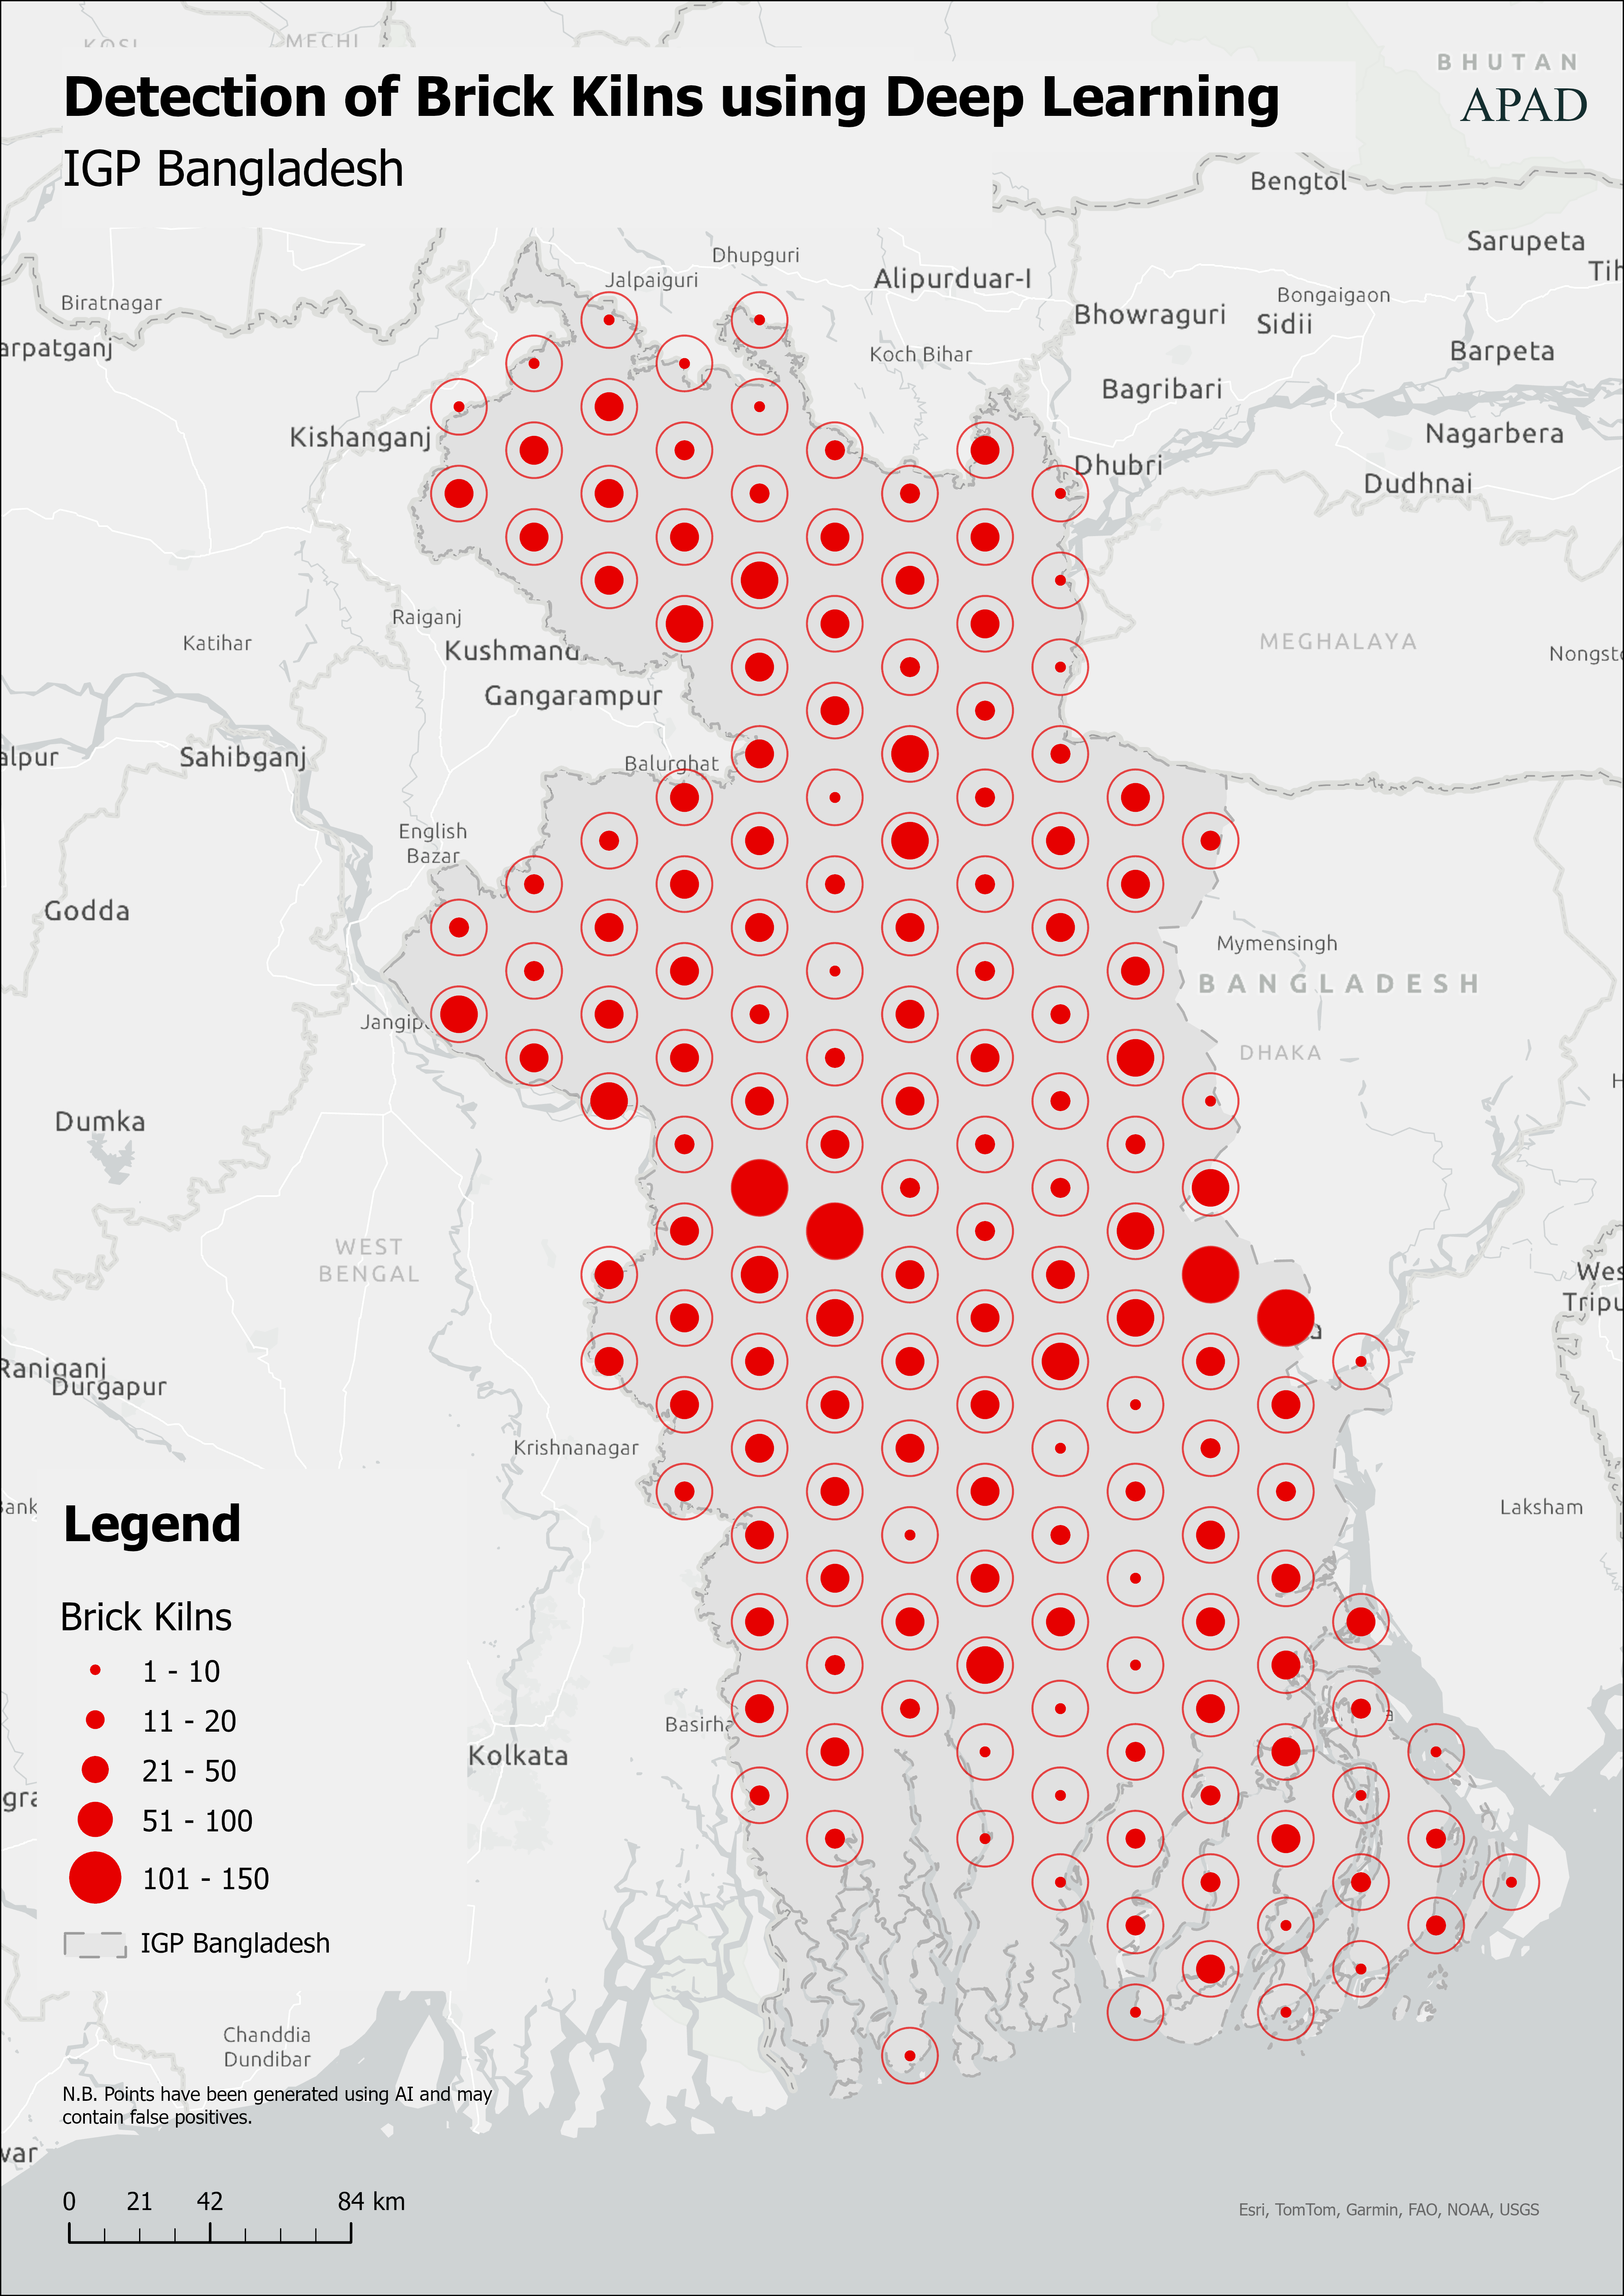 KOSI
MECHI
BHUTAN
Detection of Brick Kilns using Deep Learning
APAD
IGP Bangladesh
Bengtol
Sarupeta
Tih
Dhupguri
Jalpaiguri
Alipurduar-I
Biratnagar
Bongaigaon
Bhowraguri
Sidii
arpatganj
Koch Bihar
Barpeta
Bagribari
Kishanganj
Nagarbera
Dhubri
Dudhnai
Raiganj
Katihar
Kushmand
MEGHALAYA
Nongsto
Gangarampur
alpur
Sahibganj
Balurghat
English
Bazar
Godda
Mymensingh
BANGLADESH
Jangip
DHAKA
H
Dumka
WEST
BENGAL
Wes
Tripu
a
Raniganj
Durgapur
Krishnanagar
Bank
Laksham
Legend
Brick Kilns
1 - 10
11 - 20
21 - 50
51 - 100
101 - 150
IGP Bangladesh
Basirha
a
Kolkata
gra
Chanddia
Dundibar
N.B. Points have been generated using AI and may
contain false positives.
war
0 21 42 84 km
Esri, TomTom, Garmin, FAO, NOAA, USGS